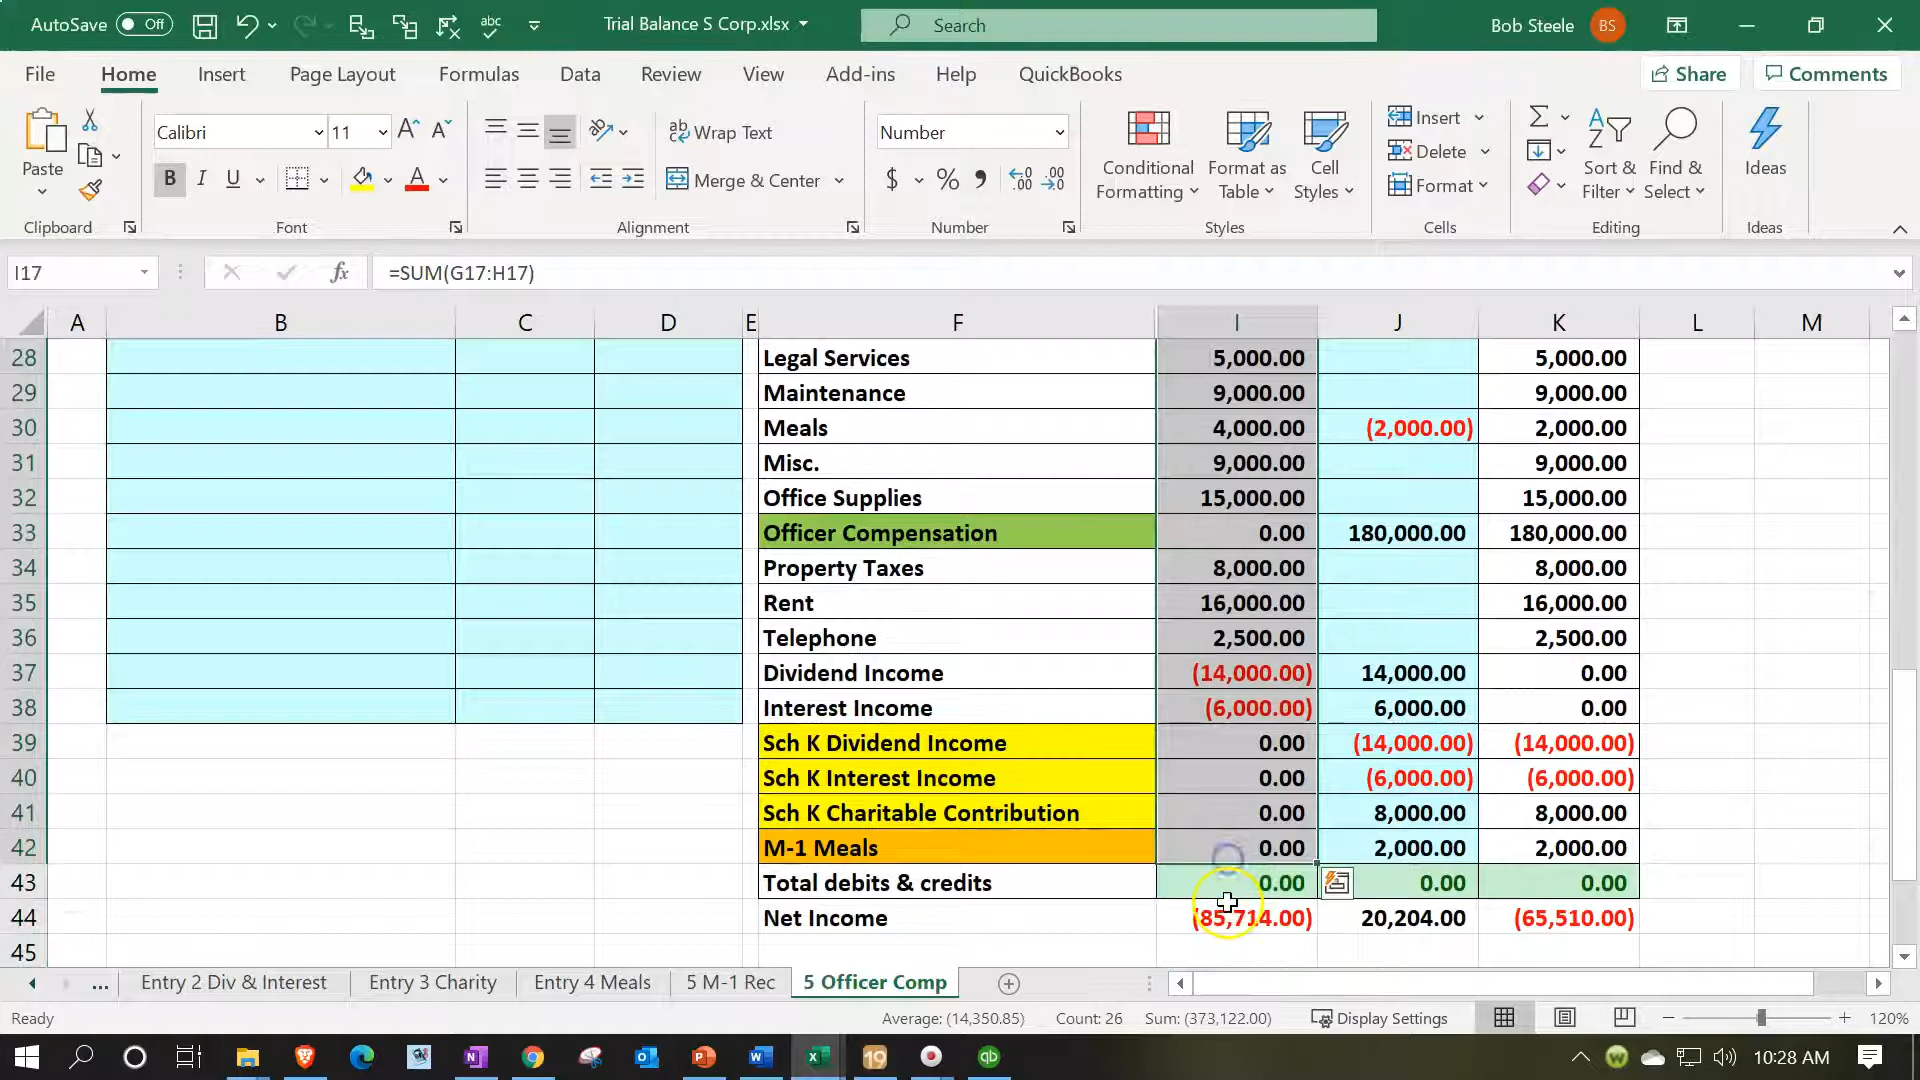 AutoSave Off Trial Balance S Corp.xlsx Search Bob Steele BS
File Home Insert Page Layout Formulas Data Review View Add-ins Help QuickBooks Share Comments
Paste Calibri 11 Wrap Text Number Conditional Formatting Format as Table Cell Styles Insert Sort & Filter Find & Select Ideas
B I U Merge & Center $ % Delete
Format
Clipboard Font Alignment Number Styles Cells Editing Ideas
I17 fx =SUM(G17:H17)
A B C D E F I J K L M
28 Legal Services 5,000.00 5,000.00
29 Maintenance 9,000.00 9,000.00
30 Meals 4,000.00 (2,000.00) 2,000.00
31 Misc. 9,000.00 9,000.00
32 Office Supplies 15,000.00 15,000.00
33 Officer Compensation 0.00 180,000.00 180,000.00
34 Property Taxes 8,000.00 8,000.00
35 Rent 16,000.00 16,000.00
36 Telephone 2,500.00 2,500.00
37 Dividend Income (14,000.00) 14,000.00 0.00
38 Interest Income (6,000.00) 6,000.00 0.00
39 Sch K Dividend Income 0.00 (14,000.00) (14,000.00)
40 Sch K Interest Income 0.00 (6,000.00) (6,000.00)
41 Sch K Charitable Contribution 0.00 8,000.00 8,000.00
42 M-1 Meals 0.00 2,000.00 2,000.00
43 Total debits & credits 0.00 0.00 0.00
44 Net Income (85,714.00) 20,204.00 (65,510.00)
45
... Entry 2 Div & Interest Entry 3 Charity Entry 4 Meals 5 M-1 Rec 5 Officer Comp
Ready Average: (14,350.85) Count: 26 Sum: (373,122.00) Display Settings 120%
10:28 AM